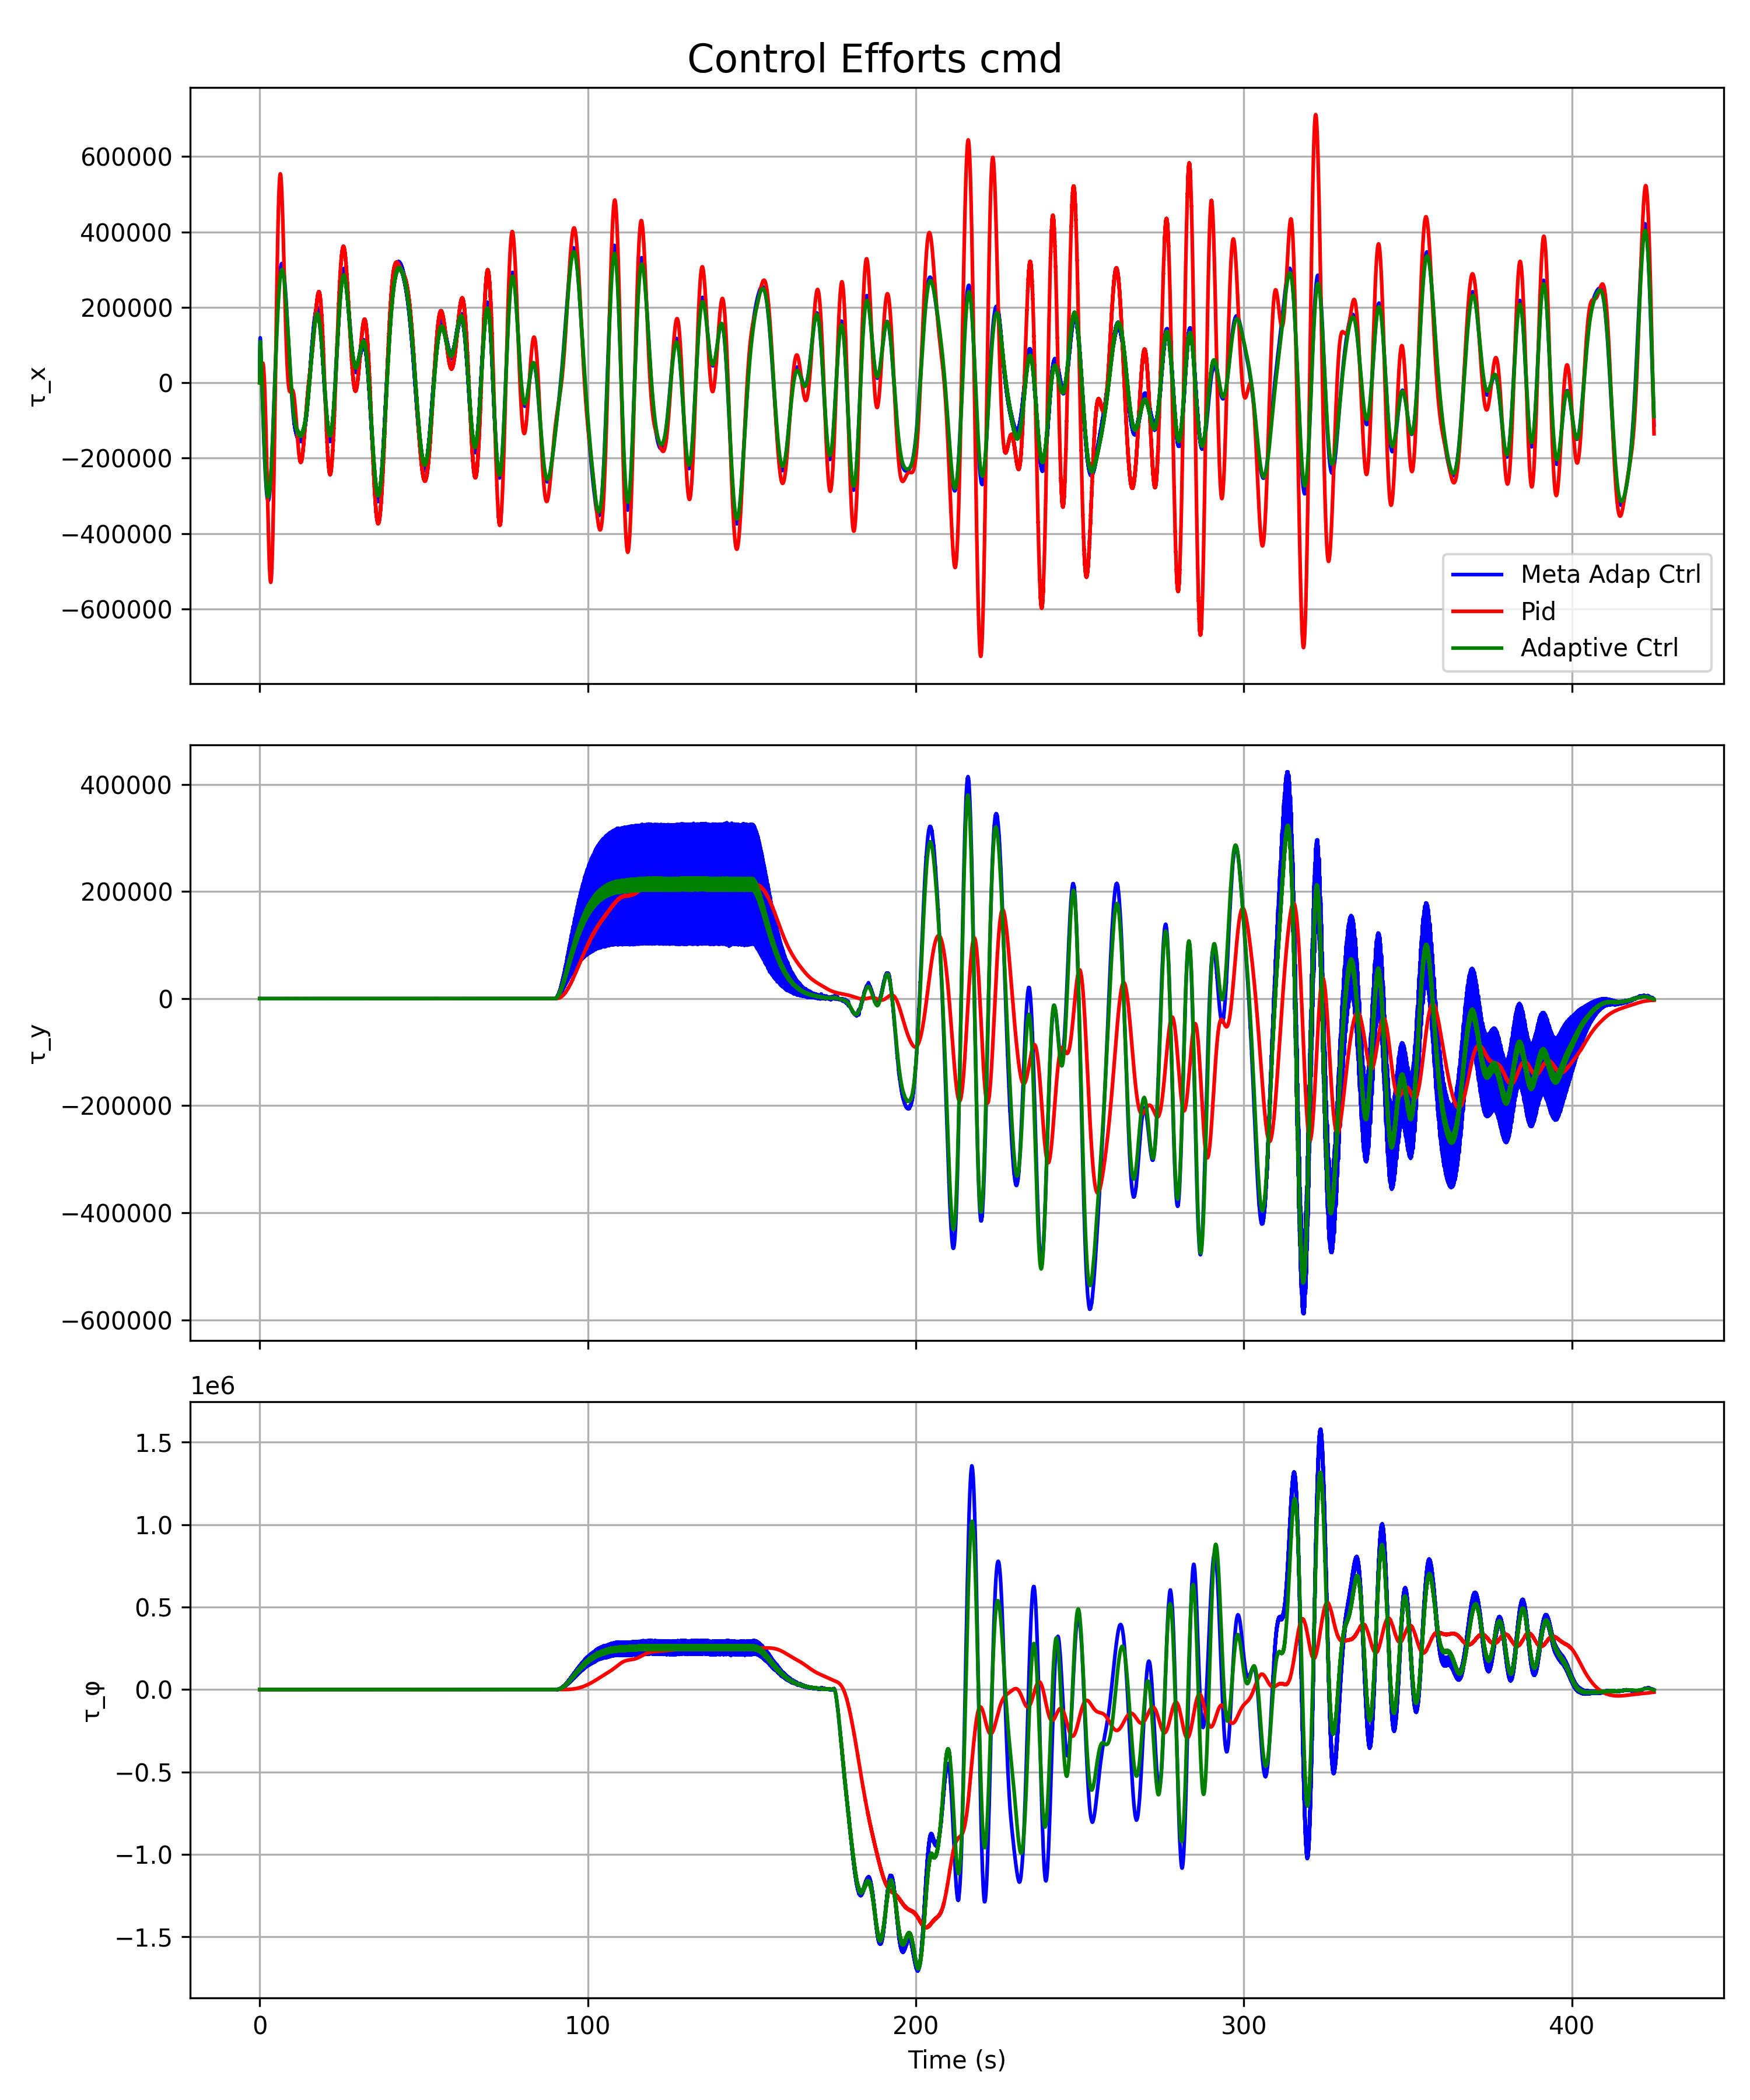 Control Efforts cmd
600000
400000
200000
0
−200000
−400000
−600000
τ_x
Meta Adap Ctrl
Pid
Adaptive Ctrl
400000
200000
0
−200000
−400000
−600000
τ_y
1e6
1.5
1.0
0.5
0.0
−0.5
−1.0
−1.5
τ_φ
0 100 200 300 400
Time (s)